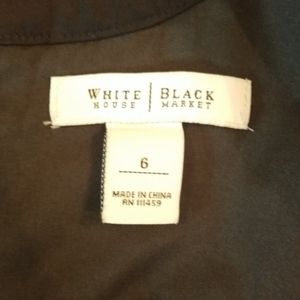 WHITE | BLACK
HOUSE | MARKET
6
MADE IN CHINA
RN 111459